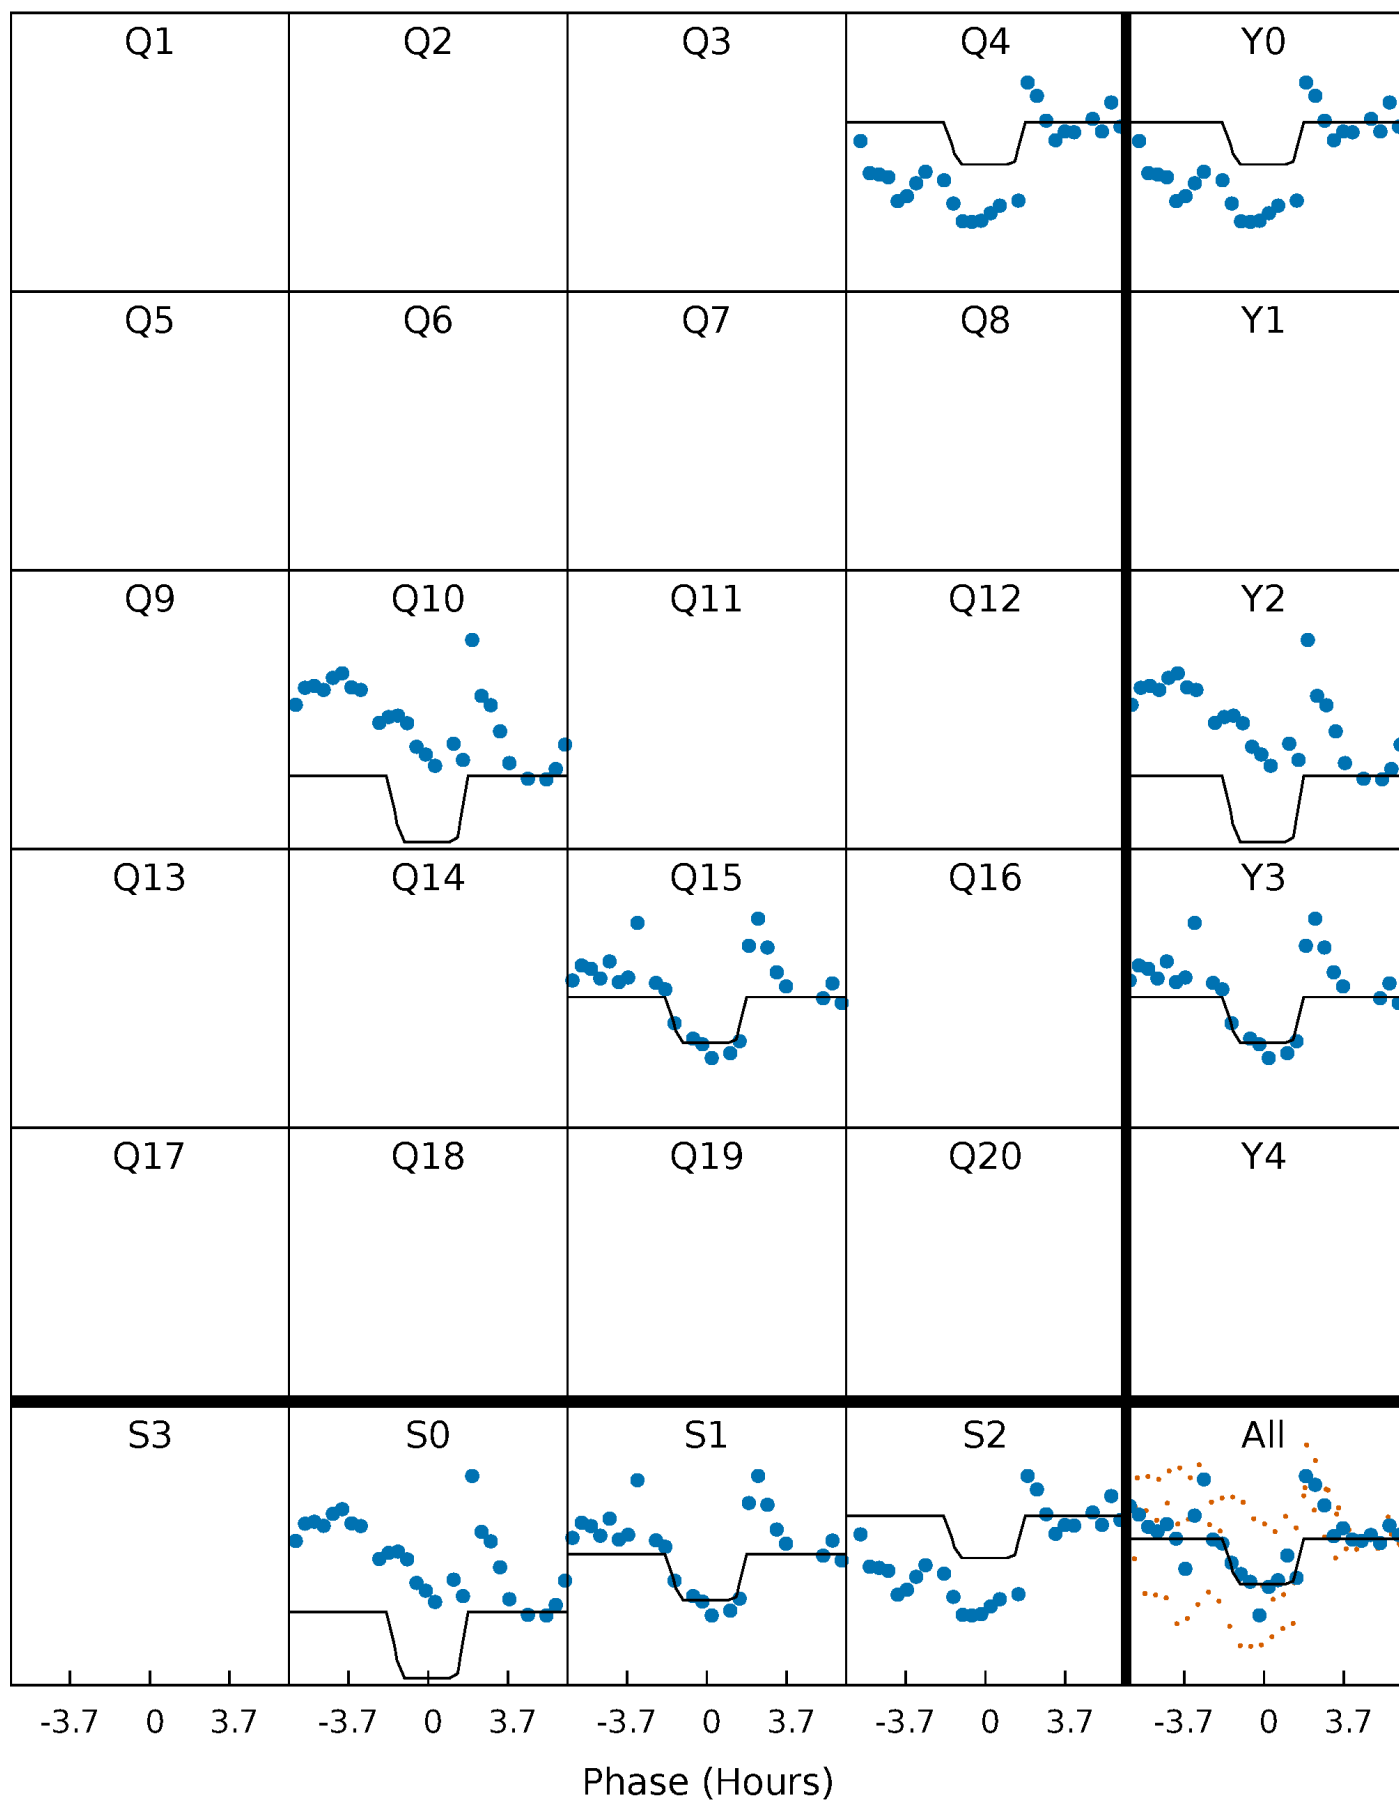 Q1 Q2 Q3 Q4 Y0
Q5 Q6 Q7 Q8 Y1
Q9 Q10 Q11 Q12 Y2
Q13 Q14 Q15 Q16 Y3
Q17 Q18 Q19 Q20 Y4
S3 S0 S1 S2 All
-3.7 0 3.7 -3.7 0 3.7 -3.7 0 3.7 -3.7 0 3.7 -3.7 0 3.7
Phase (Hours)